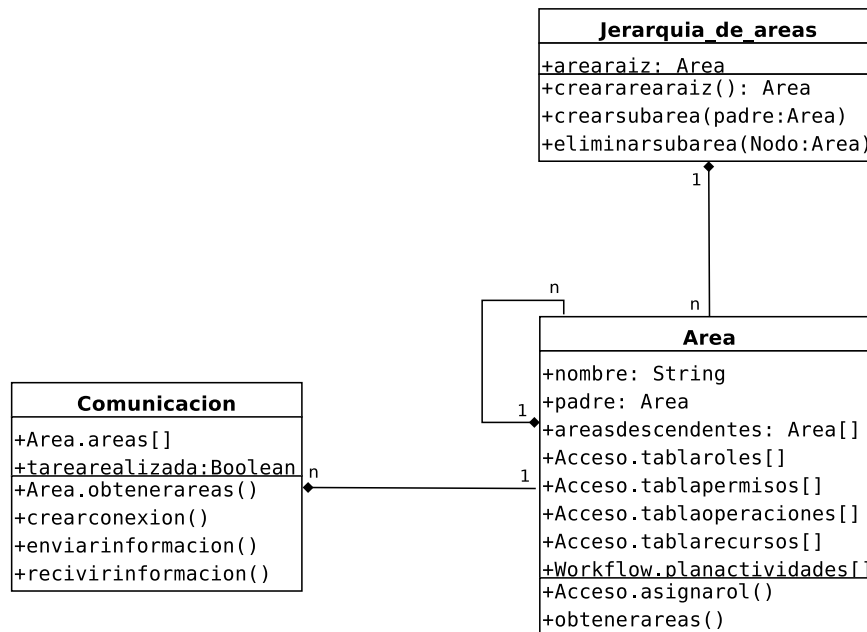 Jerarquia_de_areas
+arearaiz: Area
+creararearaiz(): Area
+crearsubarea(padre:Area)
+eliminarsubarea(Nodo:Area)
1
n
n
1
Area
+nombre: String
+padre: Area
+areasdescendentes: Area[]
+Acceso.tablaroles[]
+Acceso.tablapermisos[]
+Acceso.tablaoperaciones[]
+Acceso.tablarecursos[]
+Workflow.planactividades[]
+Acceso.asignarol()
+obtenerareas()
n
1
Comunicacion
+Area.areas[]
+tarearealizada:Boolean
+Area.obtenerareas()
+crearconexion()
+enviarinformacion()
+recivirinformacion()